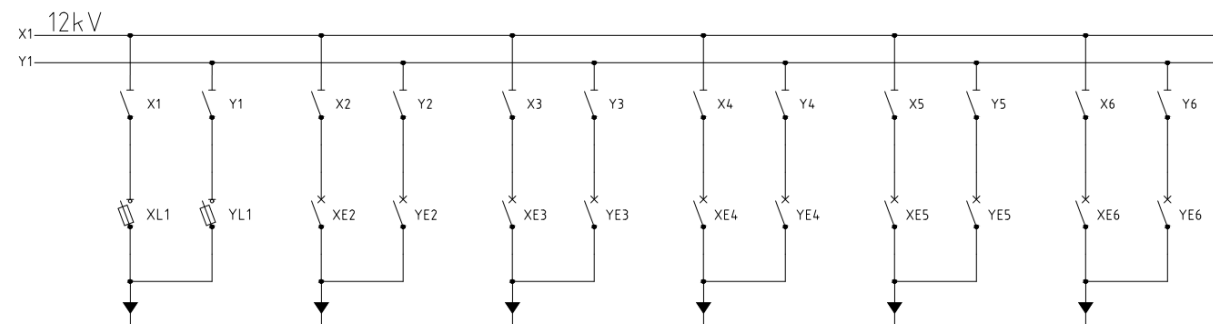 12kV
X1
Y1
X1 Y1 X2 Y2 X3 Y3 X4 Y4 X5 Y5 X6 Y6
XL1 YL1 XE2 YE2 XE3 YE3 XE4 YE4 XE5 YE5 XE6 YE6